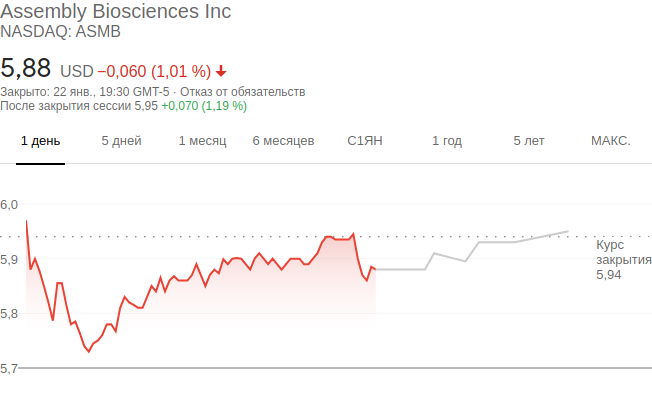 Assembly Biosciences Inc
NASDAQ: ASMB
5,88 USD −0,060 (1,01 %)
Закрыто: 22 янв., 19:30 GMT-5 · Отказ от обязательств
После закрытия сессии 5,95 +0,070 (1,19 %)
1 день 5 дней 1 месяц 6 месяцев С1ЯН 1 год 5 лет МАКС.
6,0
5,9
5,8
5,7
Курс
закрытия
5,94